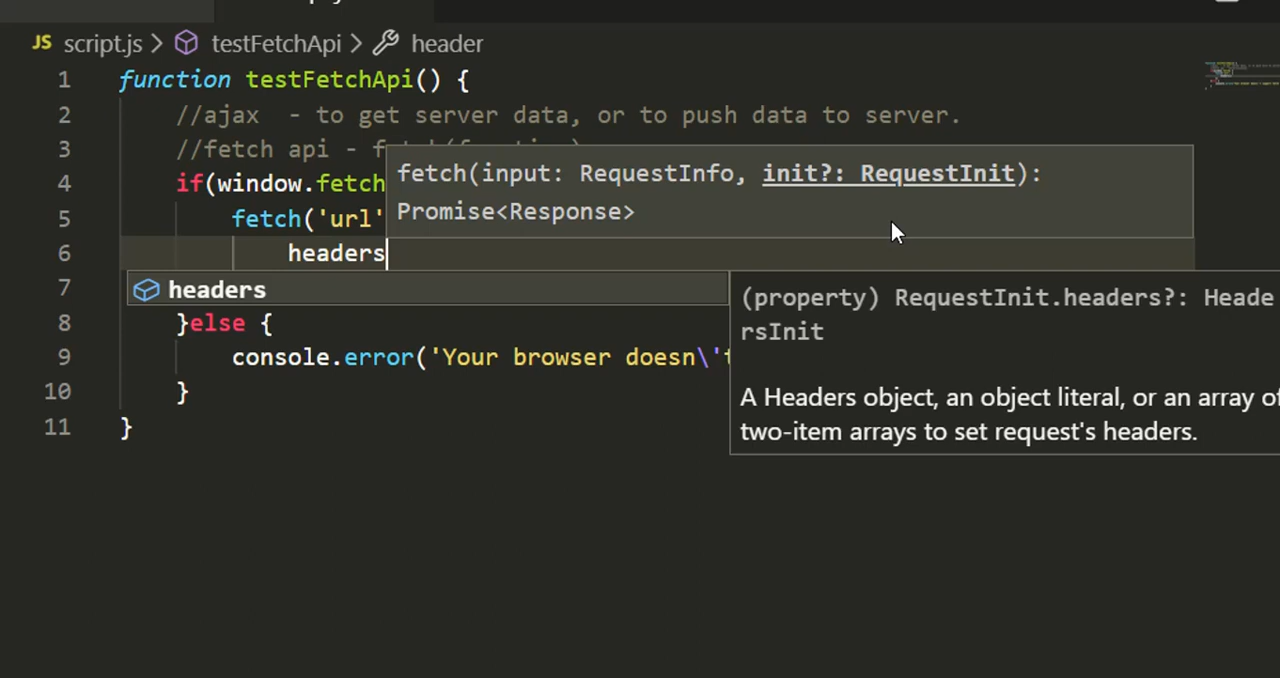 JS script.js > testFetchApi > header
1 function testFetchApi() {
2 //ajax - to get server data, or to push data to server.
3 //fetch api -
4 if(window.fetch
fetch(input: RequestInfo, init?: RequestInit):
Promise<Response>
5 fetch('url'
6 headers
7
headers
(property) RequestInit.headers?: Heade
rsInit
A Headers object, an object literal, or an array of
two-item arrays to set request's headers.
8 }else {
9 console.error('Your browser doesn\'t
10 }
11 }